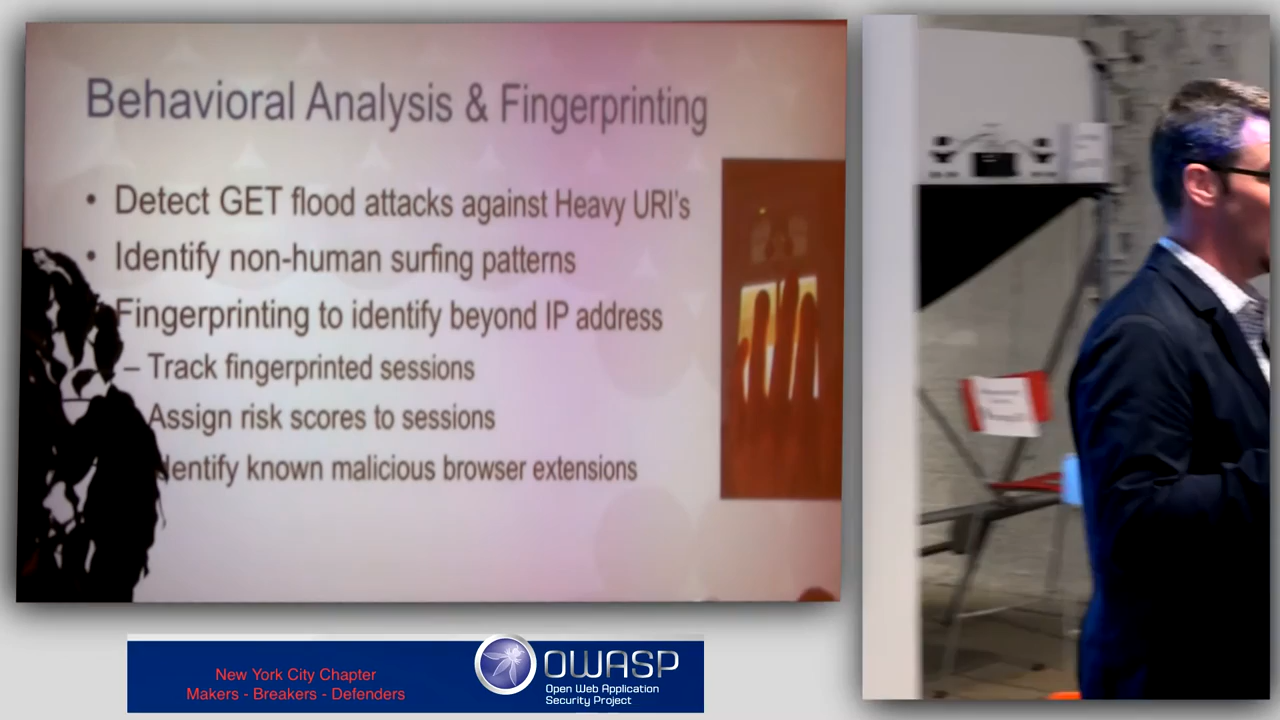 Behavioral Analysis & Fingerprinting
• Detect GET flood attacks against Heavy URI's
• Identify non-human surfing patterns
Fingerprinting to identify beyond IP address
– Track fingerprinted sessions
Assign risk scores to sessions
dentify known malicious browser extensions
New York City Chapter
Makers - Breakers - Defenders
OWASP
Open Web Application
Security Project